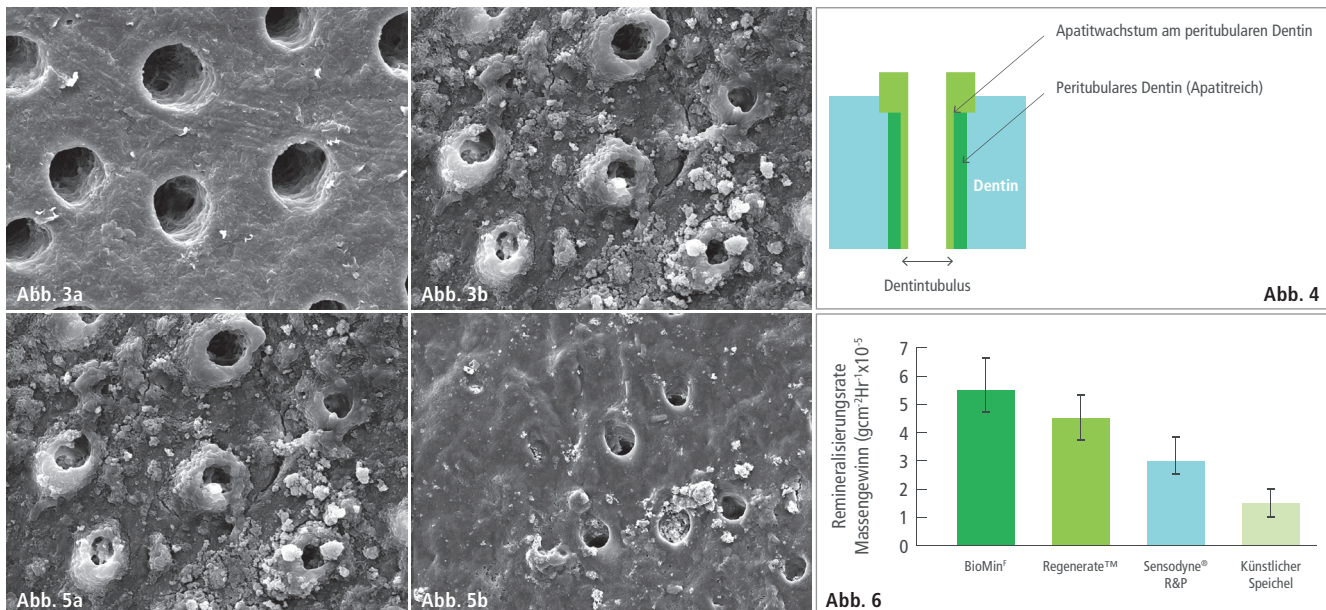 Abb. 3a
Abb. 3b
Apatitwachstum am peritubularen Dentin
Peritubulares Dentin (Apatitreich)
Dentin
Dentintubulus
Abb. 4
Abb. 5a
Abb. 5b
Remineralisierungsrate
Massengewinn (gcm⁻²Hr⁻¹x10⁻⁵
7
6
5
4
3
2
1
0
BioMinᶠ
Regenerate™
Sensodyne®
R&P
Künstlicher
Speichel
Abb. 6